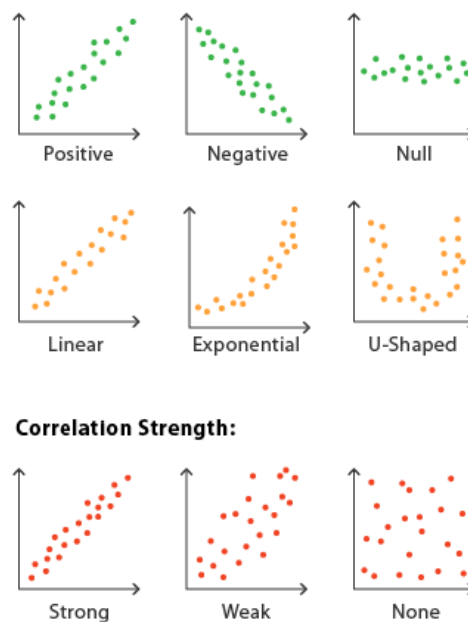 Positive
Negative
Null
Linear
Exponential
U-Shaped
Correlation Strength:
Strong
Weak
None